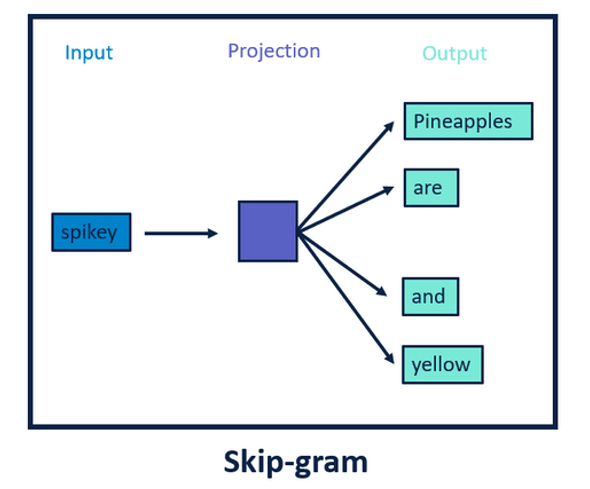 Input
Projection
Output
Pineapples
are
spikey
and
yellow
Skip-gram